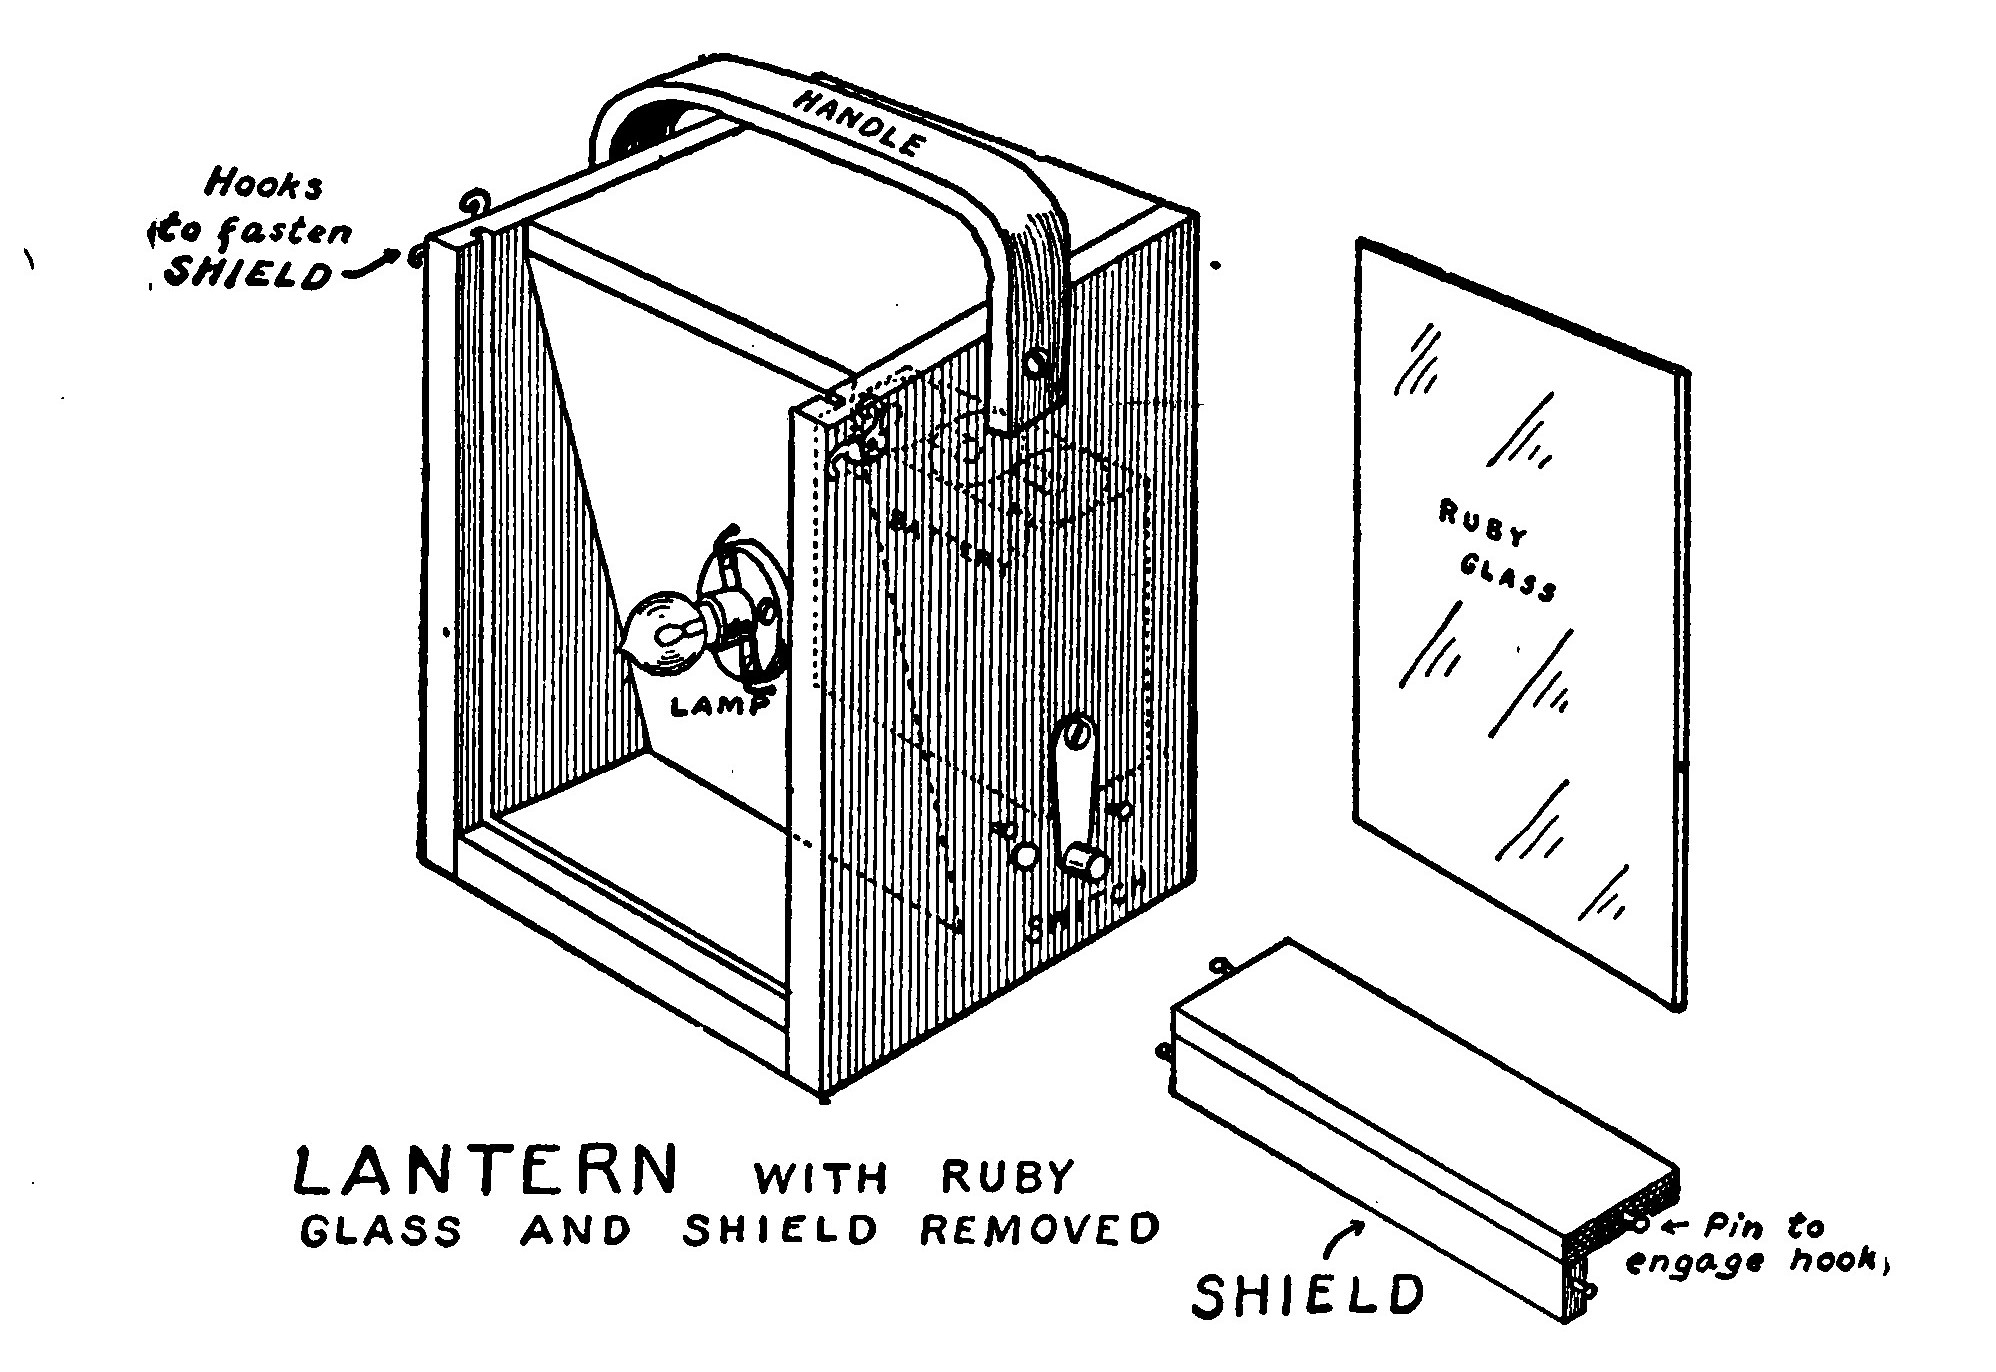 HANDLE
Hooks
to fasten
SHIELD
BATTERY
RUBY
GLASS
LAMP
SWITCH
LANTERN WITH RUBY
GLASS AND SHIELD REMOVED
Pin to
engage hook
SHIELD